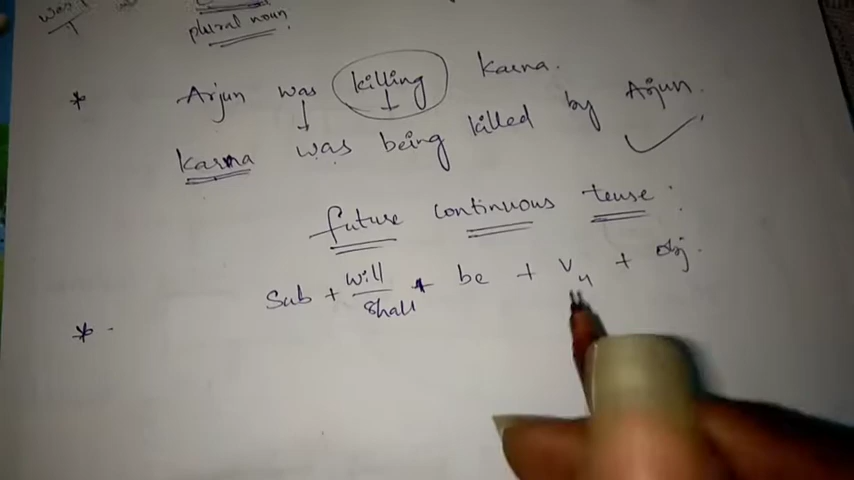 was
plural noun.
* Arjun was killing Karna.
Karna was being killed by Arjun.
future continuous tense :
Sub + will/shall + be + V4 + obj.
* -